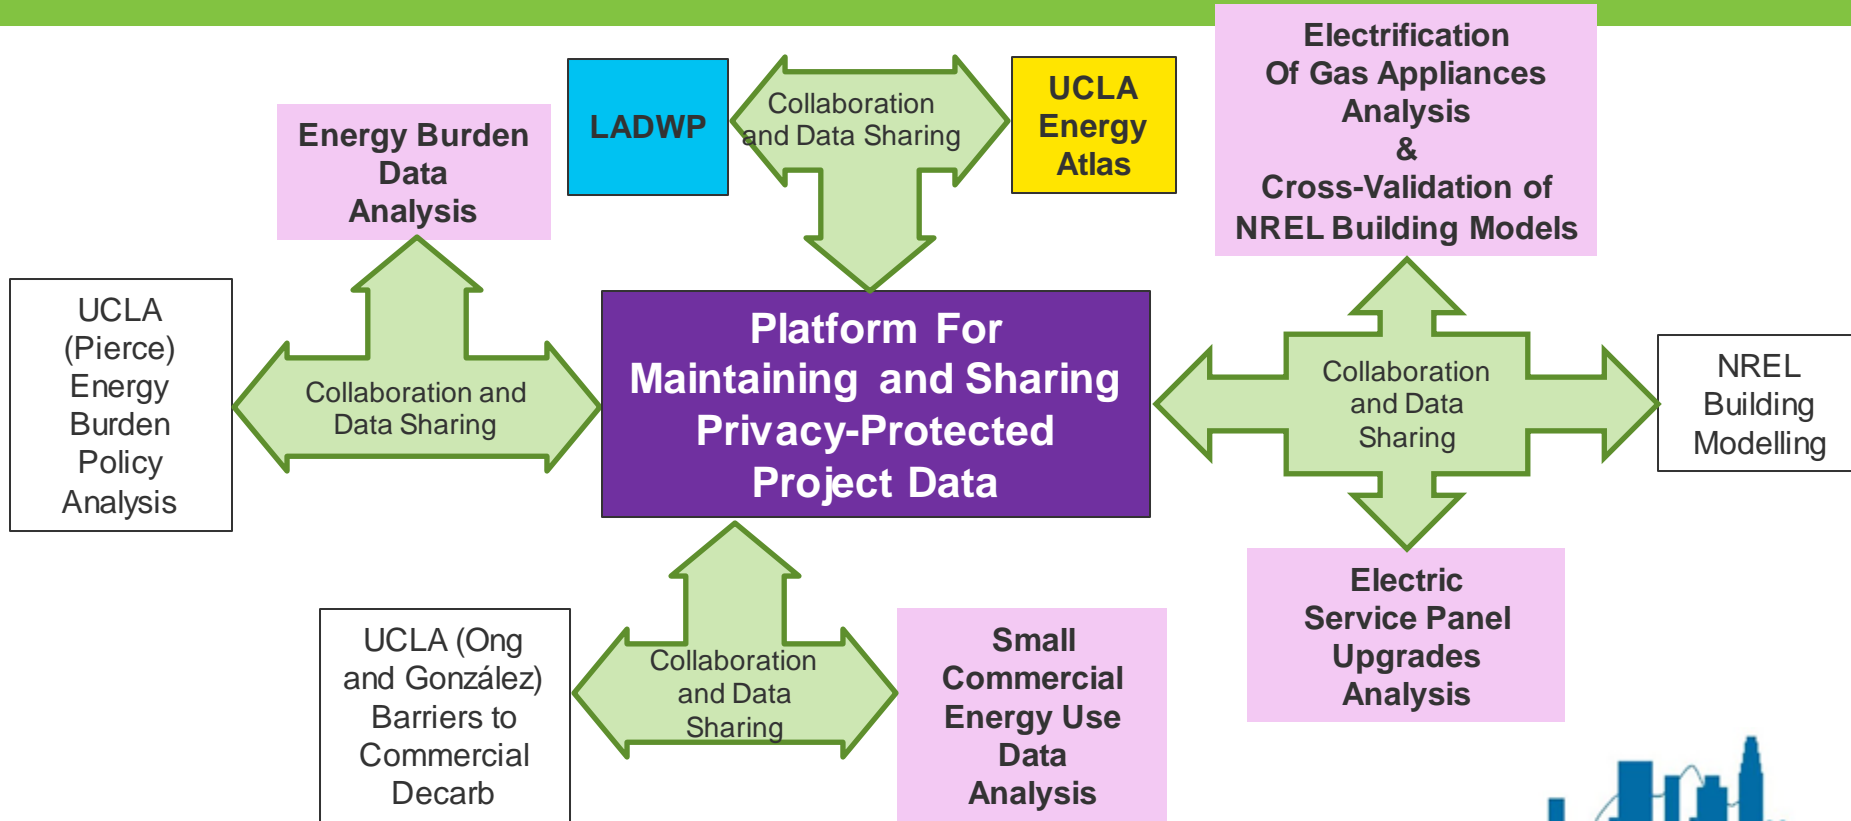 Electrification
Of Gas Appliances
Analysis
&
Cross-Validation of
NREL Building Models
LADWP
Collaboration
and Data Sharing
UCLA
Energy
Atlas
Energy Burden
Data
Analysis
UCLA
(Pierce)
Energy
Burden
Policy
Analysis
Collaboration and
Data Sharing
Platform For
Maintaining and Sharing
Privacy-Protected
Project Data
Collaboration
and Data
Sharing
NREL
Building
Modelling
UCLA (Ong
and González)
Barriers to
Commercial
Decarb
Collaboration
and Data
Sharing
Small
Commercial
Energy Use
Data
Analysis
Electric
Service Panel
Upgrades
Analysis